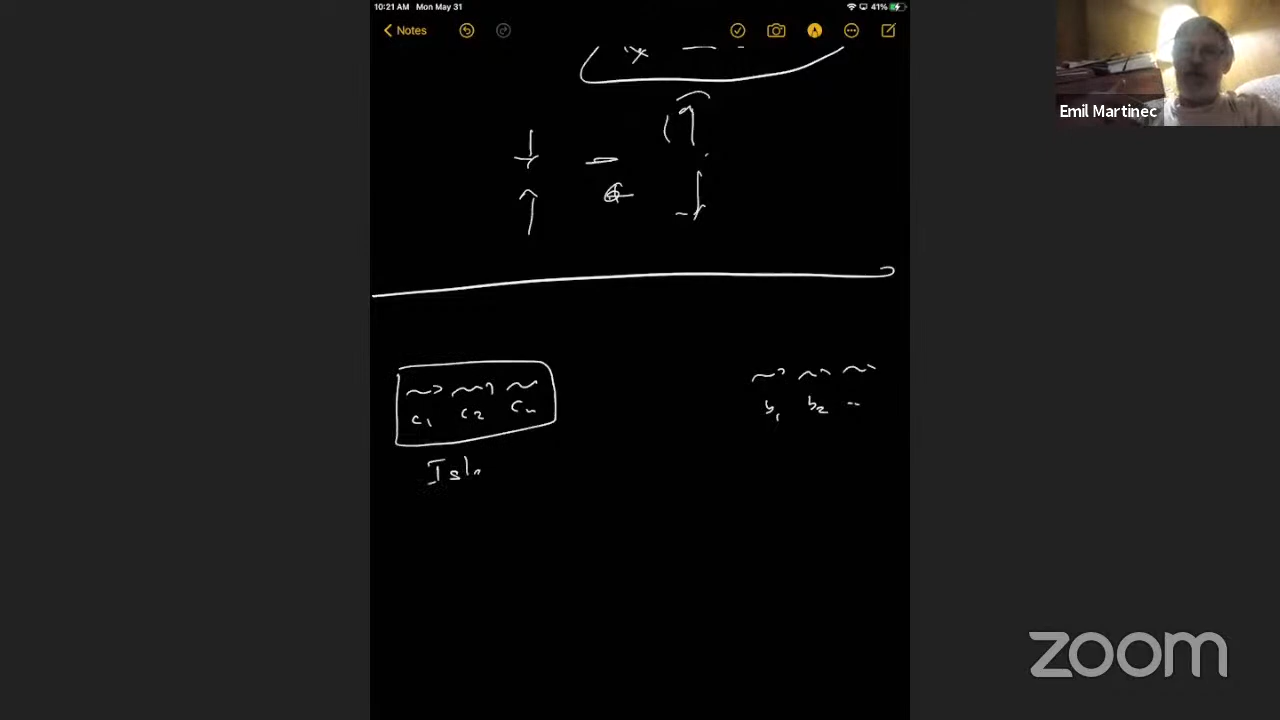 10:21 AM Mon May 31
41%
Notes
Emil Martinec
c₁ c₂ cₙ
b₁ b₂ --
Isl
zoom